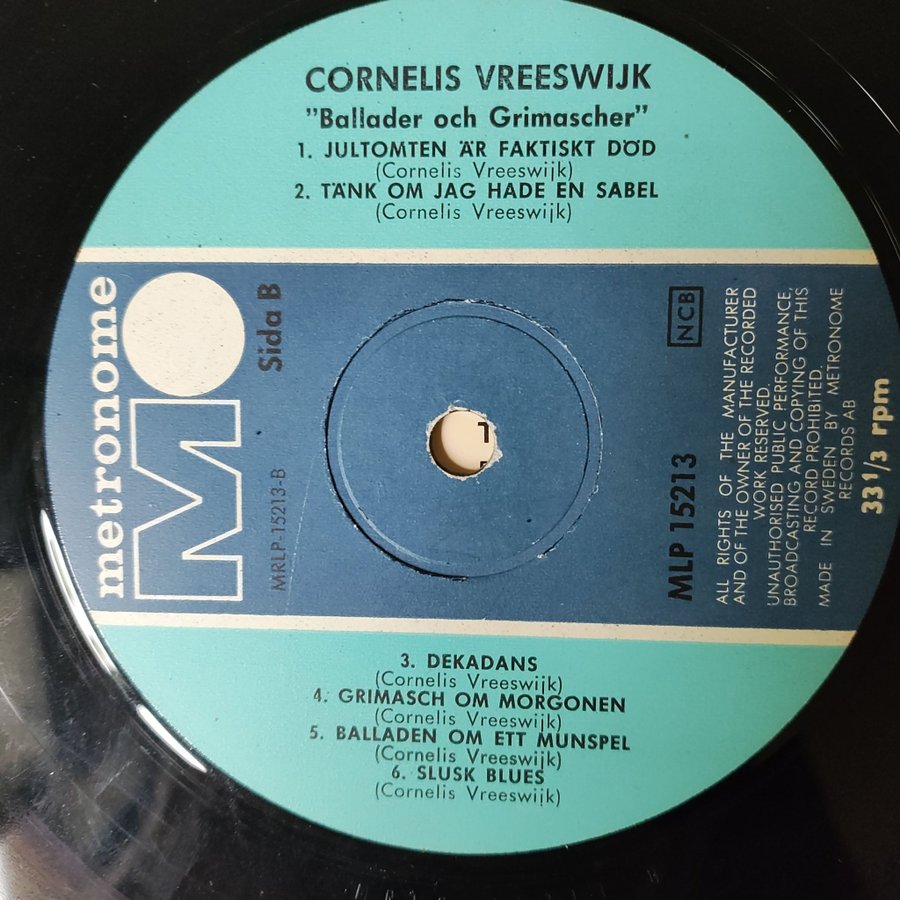 CORNELIS VREESWIJK
"Ballader och Grimascher"
1. JULTOMTEN ÄR FAKTISKT DÖD
(Cornelis Vreeswijk)
2. TÄNK OM JAG HADE EN SABEL
(Cornelis Vreeswijk)
metronome
M
Sida B
MRLP-15213-B
NCB
MLP 15213
ALL RIGHTS OF THE MANUFACTURER
AND OF THE OWNER OF THE RECORDED
WORK RESERVED.
UNAUTHORISED PUBLIC PERFORMANCE,
BROADCASTING AND COPYING OF THIS
RECORD PROHIBITED.
MADE IN SWEDEN BY METRONOME
RECORDS AB
33 1/3 rpm
3. DEKADANS
(Cornelis Vreeswijk)
4. GRIMASCH OM MORGONEN
(Cornelis Vreeswijk)
5. BALLADEN OM ETT MUNSPEL
(Cornelis Vreeswijk)
6. SLUSK BLUES
(Cornelis Vreeswijk)